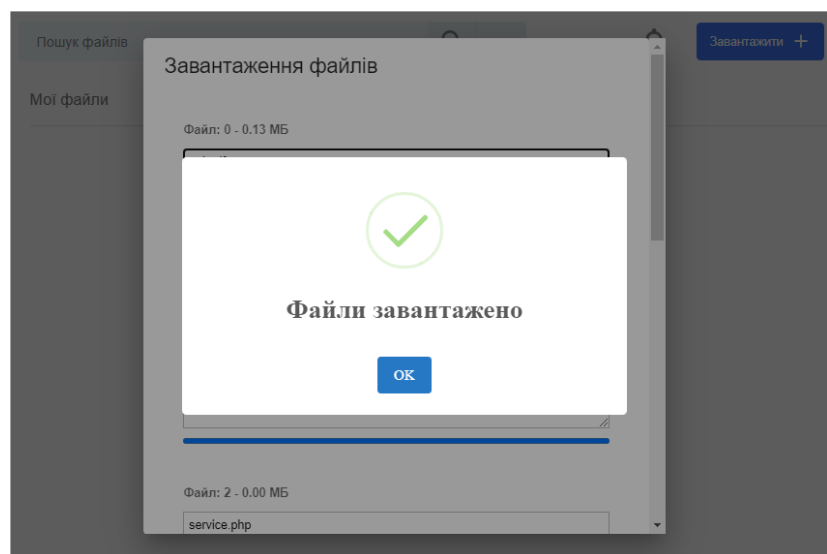 Пошук файлів
Завантажити
Завантаження файлів
Мої файли
Файл: 0 - 0.13 МБ
Файли завантажено
OK
Файл: 2 - 0.00 МБ
service.php